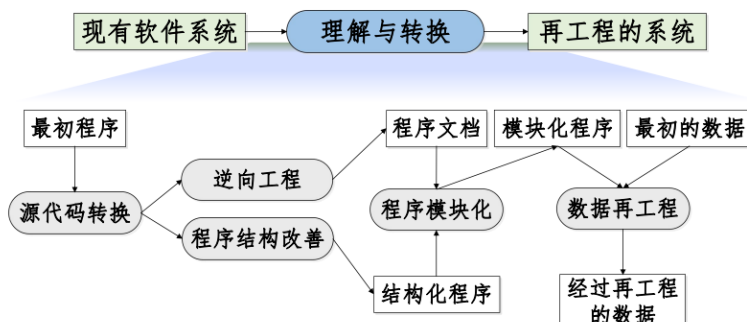 现有软件系统
理解与转换
再工程的系统
最初程序
程序文档
模块化程序
最初的数据
逆向工程
源代码转换
程序模块化
数据再工程
程序结构改善
结构化程序
经过再工程
的数据